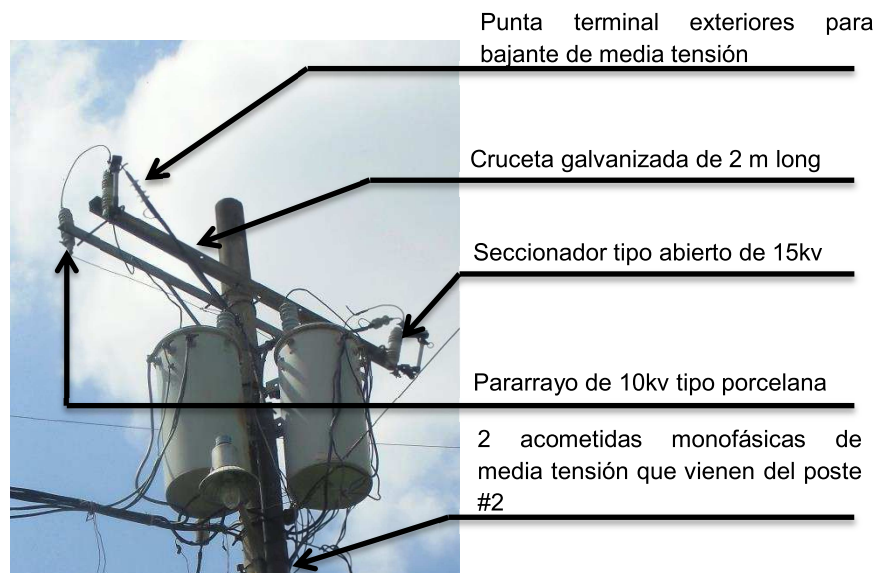 Punta terminal exteriores para
bajante de media tensión
Cruceta galvanizada de 2 m long
Seccionador tipo abierto de 15kv
Pararrayo de 10kv tipo porcelana
2 acometidas monofásicas de
media tensión que vienen del poste
#2